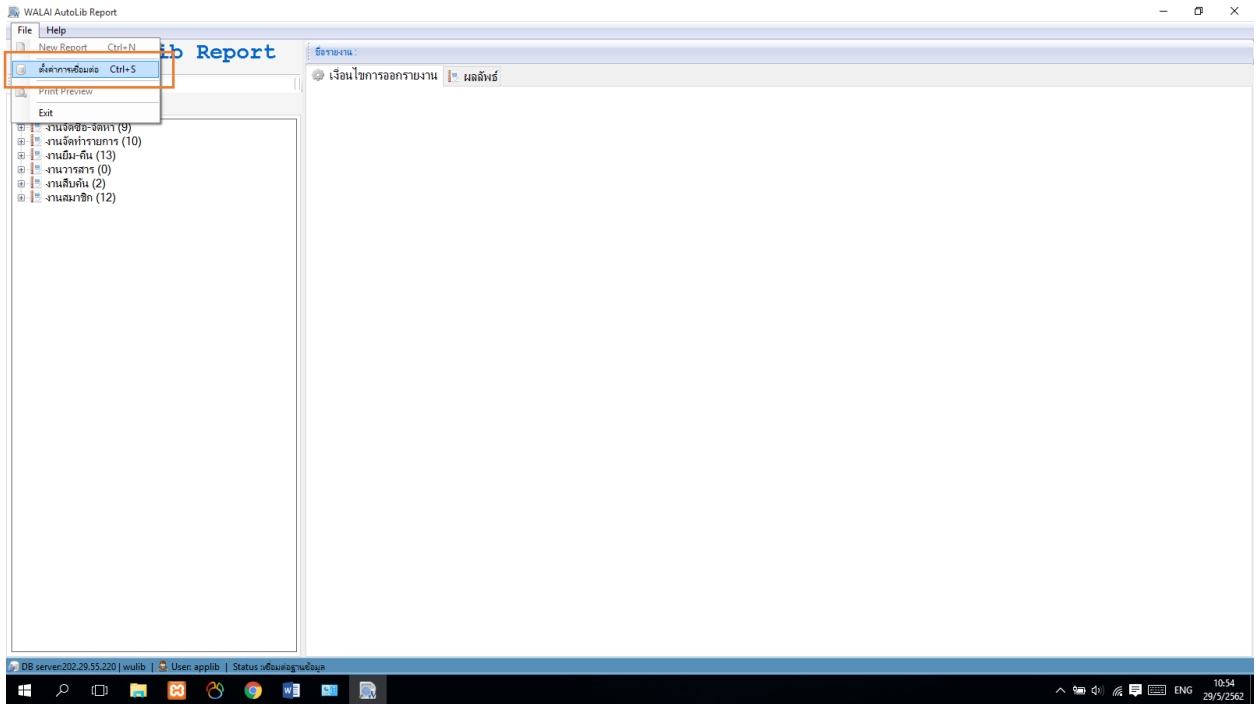 WALAI AutoLib Report
File Help
New Report Ctrl+N
ib Report
ตั้งค่าการเชื่อมต่อ Ctrl+S
Print Preview
Exit
งานจัดซื้อ-จัดหา (9)
งานจัดทำรายการ (10)
งานยืม-คืน (13)
งานวารสาร (0)
งานสืบค้น (2)
งานสมาชิก (12)
ชื่อรายงาน :
เงื่อนไขการออกรายงาน ผลลัพธ์
DB server:202.29.55.220 | wulib | User: applib | Status :เชื่อมต่อฐานข้อมูล
ENG 10:54
29/5/2562